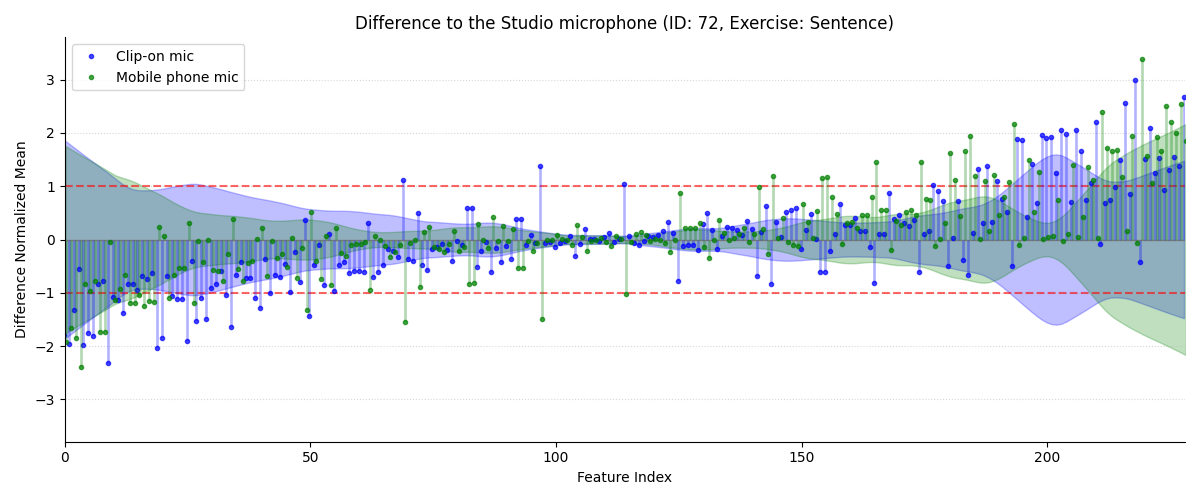 Difference to the Studio microphone (ID: 72, Exercise: Sentence)
Clip-on mic
Mobile phone mic
Difference Normalized Mean
3
2
1
0
−1
−2
−3
0 50 100 150 200
Feature Index